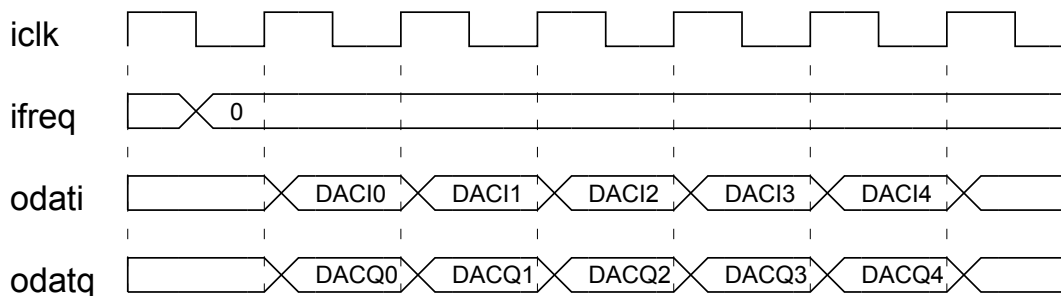 iclk
ifreq 0
odati DACI0 DACI1 DACI2 DACI3 DACI4
odatq DACQ0 DACQ1 DACQ2 DACQ3 DACQ4